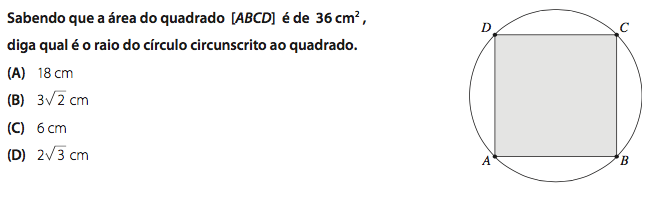 Sabendo que a área do quadrado [ABCD] é de 36 cm²,
diga qual é o raio do círculo circunscrito ao quadrado.
(A) 18 cm
(B) 3√2 cm
(C) 6 cm
(D) 2√3 cm
D
C
A
B